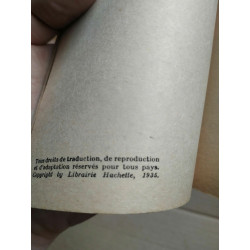 Tous droits de traduction, de reproduction
et d'adaptation réservés pour tous pays.
Copyright by Librairie Hachette, 1935.